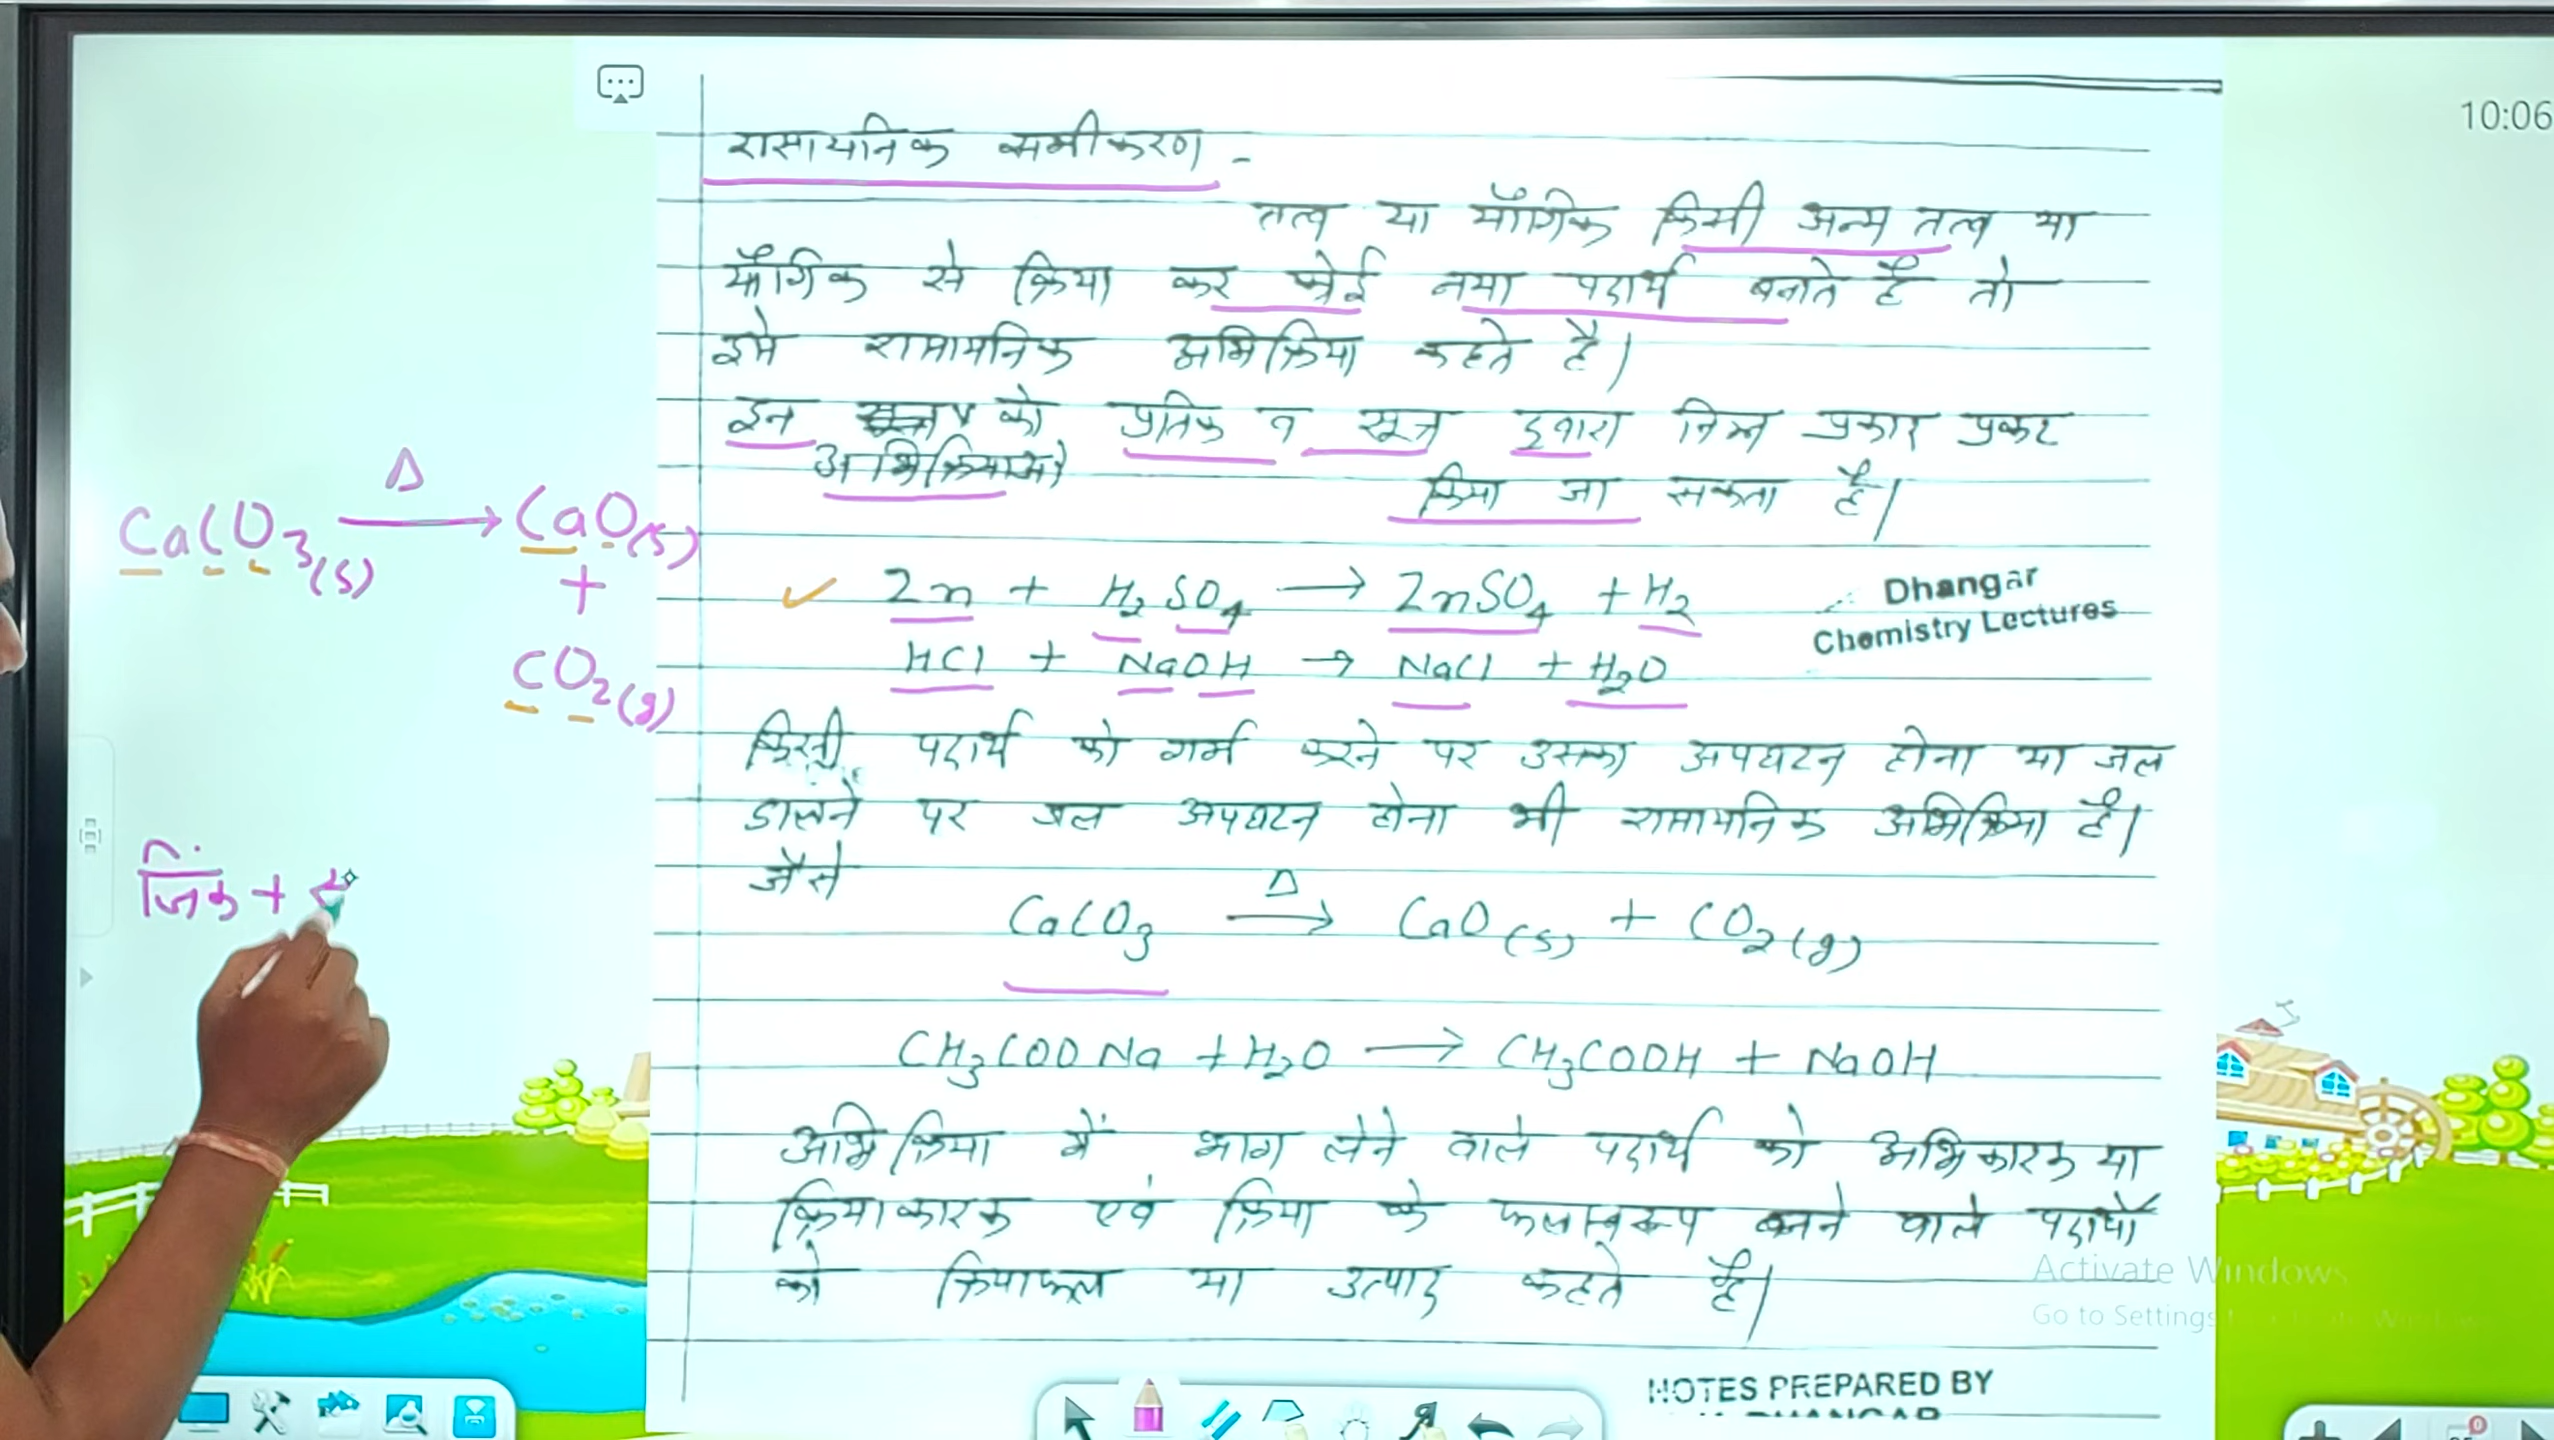 10:06
रासायनिक समीकरण -
तत्व या यौगिक किसी अन्य तत्व या
यौगिक से क्रिया कर कोई नया पदार्थ बनाते है तो
इसे रासायनिक अभिक्रिया कहते है।
इन को प्रतिक व सूत्र द्वारा निम्न प्रकार प्रकट
अभिक्रियाओ
किया जा सकता है।
CaCO3(s) Δ→ CaO(s)
+
CO2(g)
Zn + H2SO4 → ZnSO4 + H2
Dhangar
Chemistry Lectures
HCl + NaOH → NaCl + H2O
किसी पदार्थ को गर्म करने पर उसका अपघटन होना या जल
डालने पर जल अपघटन होना भी रासायनिक अभिक्रिया है।
जैसे
जिंक +
CaCO3 Δ→ CaO(s) + CO2(g)
CH3COONa + H2O → CH3COOH + NaOH
अभिक्रिया में भाग लेने वाले पदार्थ को अभिकारक या
क्रियाकारक एवं क्रिया के फलस्वरूप बनने वाले पदार्थो
को क्रियाफल या उत्पाद कहते है।
Activate Windows
Go to Settings
NOTES PREPARED BY
DHANGAR